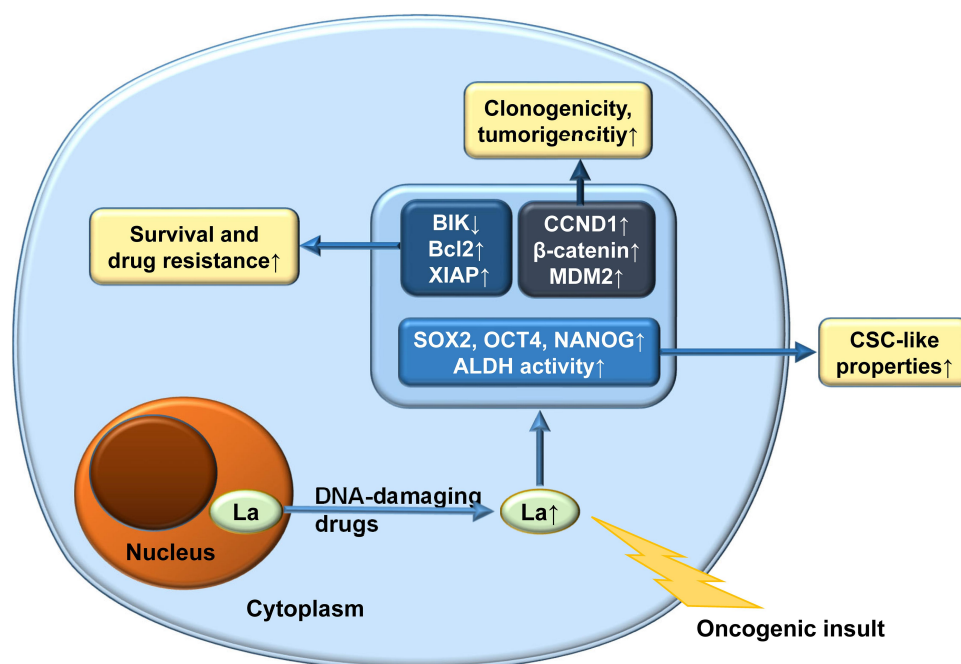 Clonogenicity,
tumorigencitiy↑
BIK↓
Bcl2↑
XIAP↑
CCND1↑
β-catenin↑
MDM2↑
Survival and
drug resistance↑
SOX2, OCT4, NANOG↑
ALDH activity↑
CSC-like
properties↑
La
DNA-damaging
drugs
La↑
Nucleus
Cytoplasm
Oncogenic insult